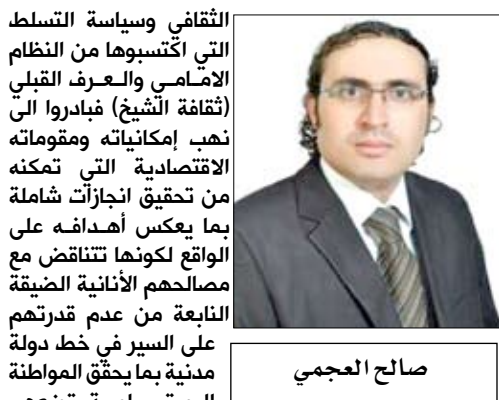 الثقافي وسياسة التسلط
التي اكتسبوها من النظام
الامامي والعرف القبلي
(ثقافة الشيخ) فبادروا الى
نهب إمكانياته ومقوماته
الاقتصادية التي تمكنه
من تحقيق انجازات شاملة
بما يعكس أهدافه على
الواقع لكونها تتناقض مع
مصالحهم الأنانية الضيقة
النابعة من عدم قدرتهم
على السير في خط دولة
مدنية بما يحقق المواطنة
صالح العجمي